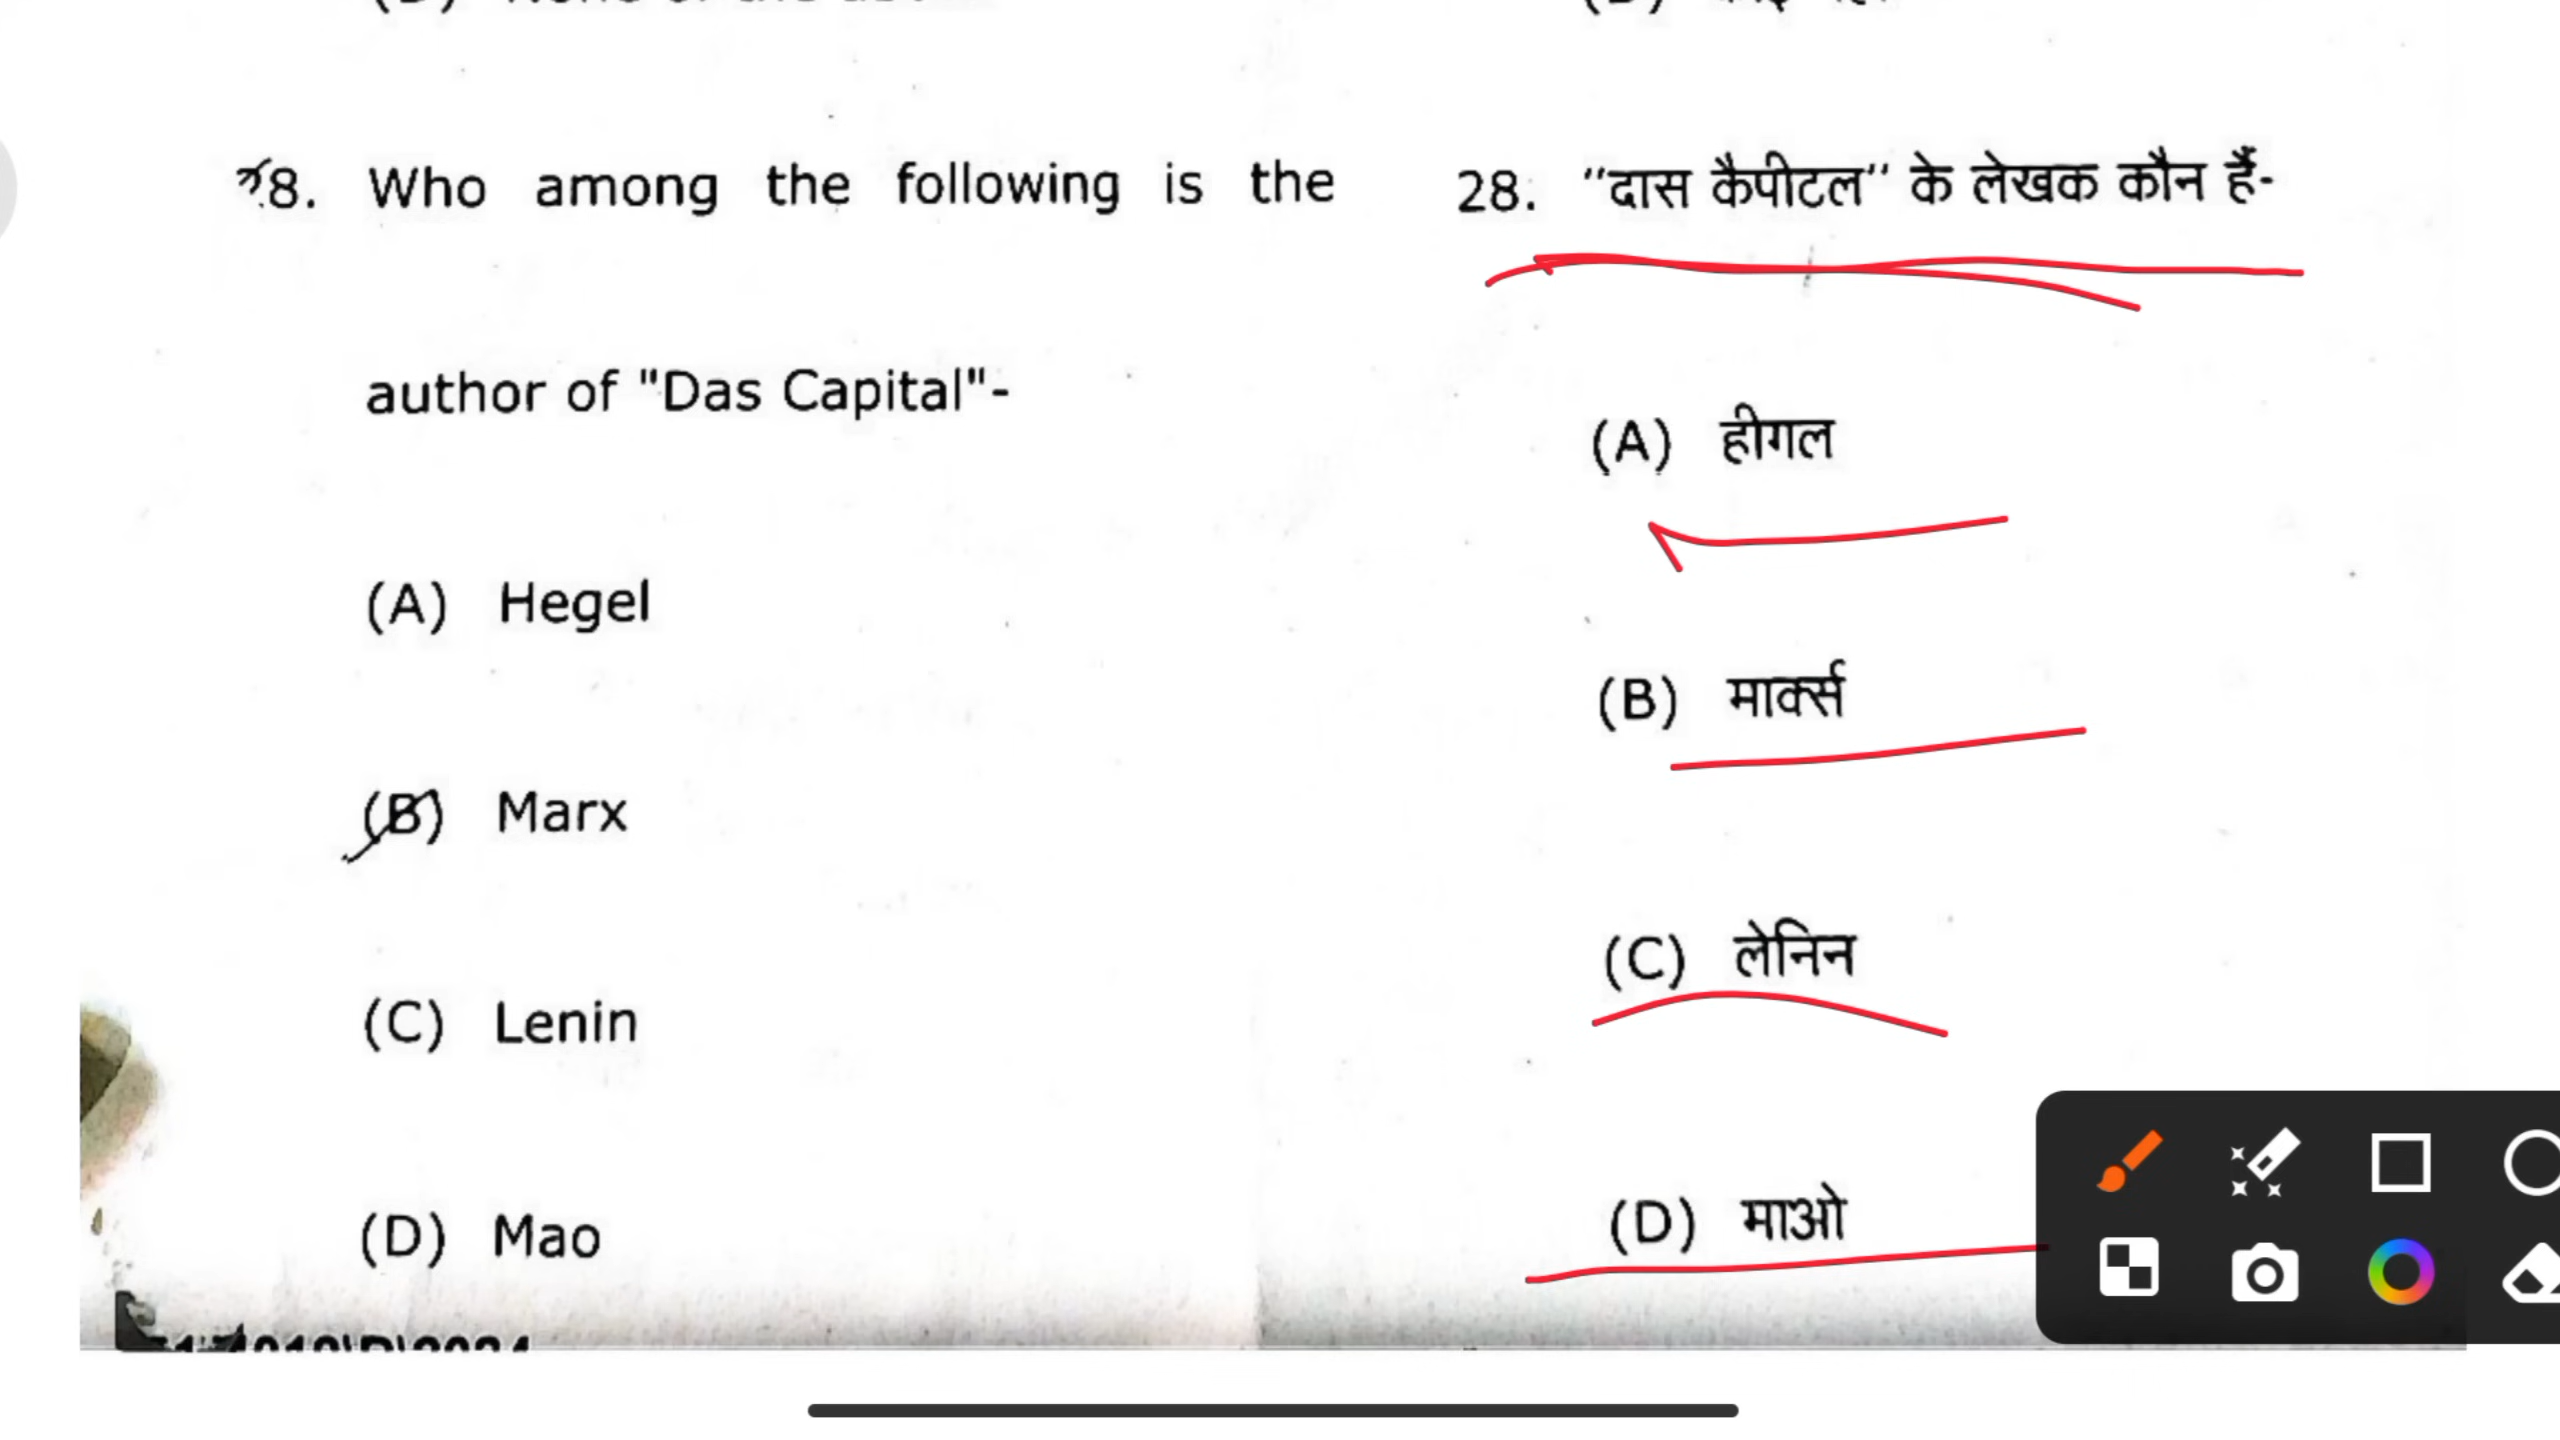 28. Who among the following is the
author of "Das Capital"-
(A) Hegel
(B) Marx
(C) Lenin
(D) Mao
28. "दास कैपीटल" के लेखक कौन हैं-
(A) हीगल
(B) मार्क्स
(C) लेनिन
(D) माओ